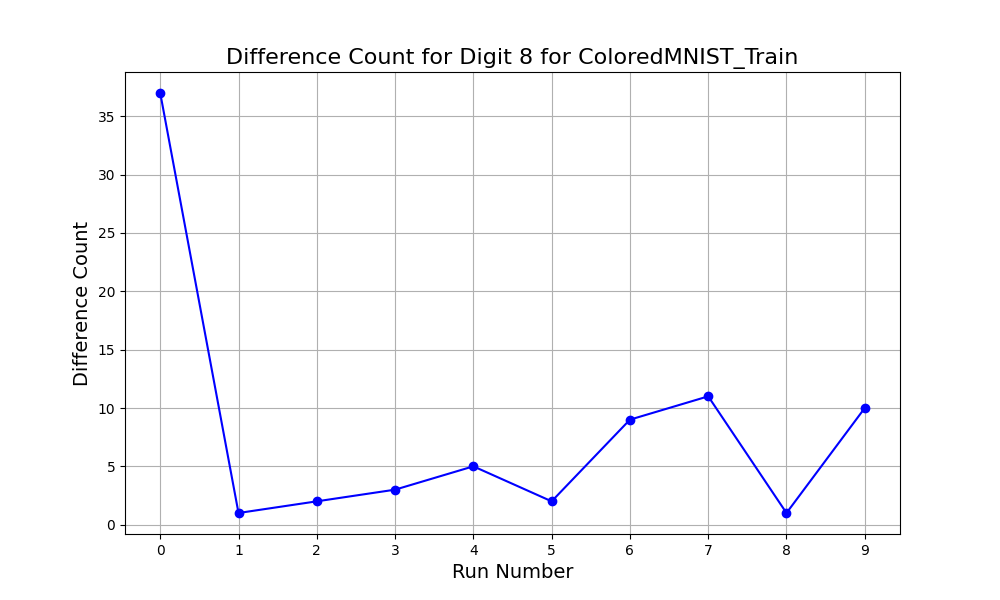 Difference Count for Digit 8 for ColoredMNIST_Train
Difference Count
35
30
25
20
15
10
5
0
0 1 2 3 4 5 6 7 8 9
Run Number